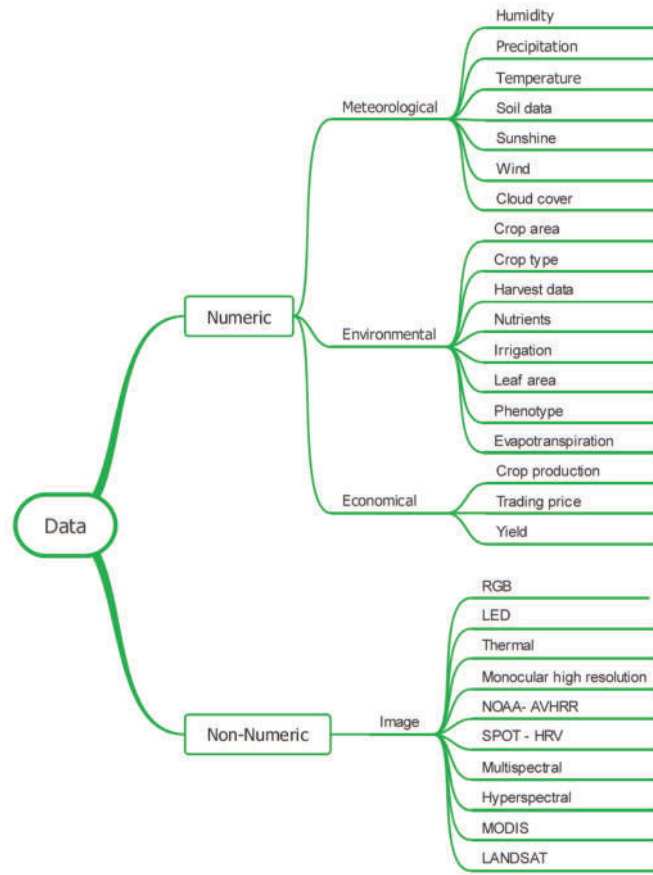 Data
Numeric
Meteorological
Humidity
Precipitation
Temperature
Soil data
Sunshine
Wind
Cloud cover
Environmental
Crop area
Crop type
Harvest data
Nutrients
Irrigation
Leaf area
Phenotype
Evapotranspiration
Economical
Crop production
Trading price
Yield
Non-Numeric
Image
RGB
LED
Thermal
Monocular high resolution
NOAA- AVHRR
SPOT - HRV
Multispectral
Hyperspectral
MODIS
LANDSAT